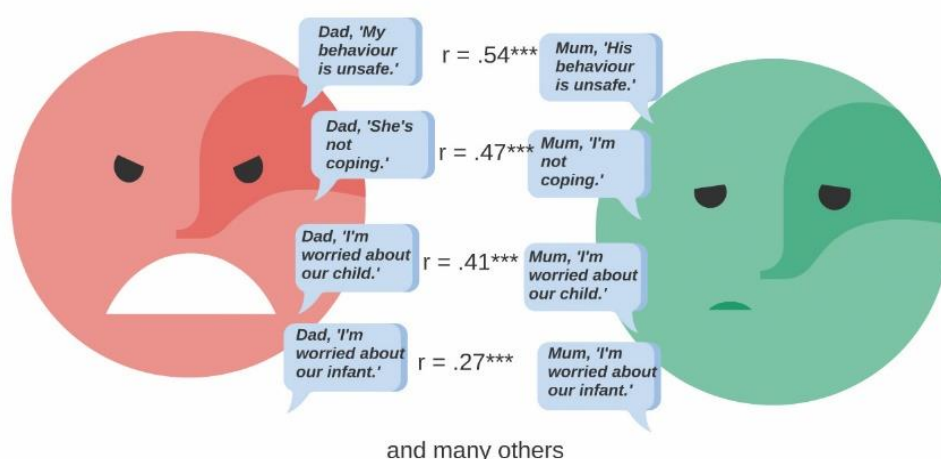 Dad, 'My
behaviour
is unsafe.'
r = .54***
Mum, 'His
behaviour
is unsafe.'
Dad, 'She's
not
coping.'
r = .47***
Mum, 'I'm
not
coping.'
Dad, 'I'm
worried about
our child.'
r = .41***
Mum, 'I'm
worried about
our child.'
Dad, 'I'm
worried about
our infant.'
r = .27***
Mum, 'I'm
worried about
our infant.'
and many others